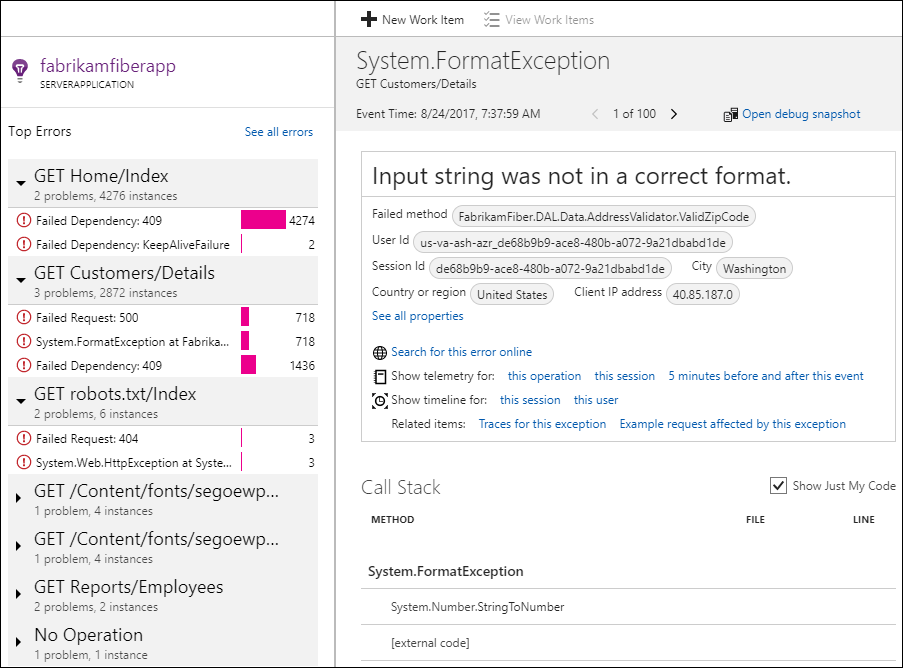 fabrikamfiberapp
SERVERAPPLICATION
Top Errors See all errors
GET Home/Index
2 problems, 4276 instances
Failed Dependency: 409 4274
Failed Dependency: KeepAliveFailure 2
GET Customers/Details
3 problems, 2872 instances
Failed Request: 500 718
System.FormatException at Fabrika... 718
Failed Dependency: 409 1436
GET robots.txt/Index
2 problems, 6 instances
Failed Request: 404 3
System.Web.HttpException at Syste... 3
GET /Content/fonts/segoewp...
1 problem, 4 instances
GET /Content/fonts/segoewp...
1 problem, 4 instances
GET Reports/Employees
2 problems, 2 instances
No Operation
1 problem, 1 instance
New Work Item View Work Items
System.FormatException
GET Customers/Details
Event Time: 8/24/2017, 7:37:59 AM 1 of 100 Open debug snapshot
Input string was not in a correct format.
Failed method FabrikamFiber.DAL.Data.AddressValidator.ValidZipCode
User Id us-va-ash-azr_de68b9b9-ace8-480b-a072-9a21dbabd1de
Session Id de68b9b9-ace8-480b-a072-9a21dbabd1de City Washington
Country or region United States Client IP address 40.85.187.0
See all properties
Search for this error online
Show telemetry for: this operation this session 5 minutes before and after this event
Show timeline for: this session this user
Related items: Traces for this exception Example request affected by this exception
Call Stack Show Just My Code
METHOD FILE LINE
System.FormatException
System.Number.StringToNumber
[external code]